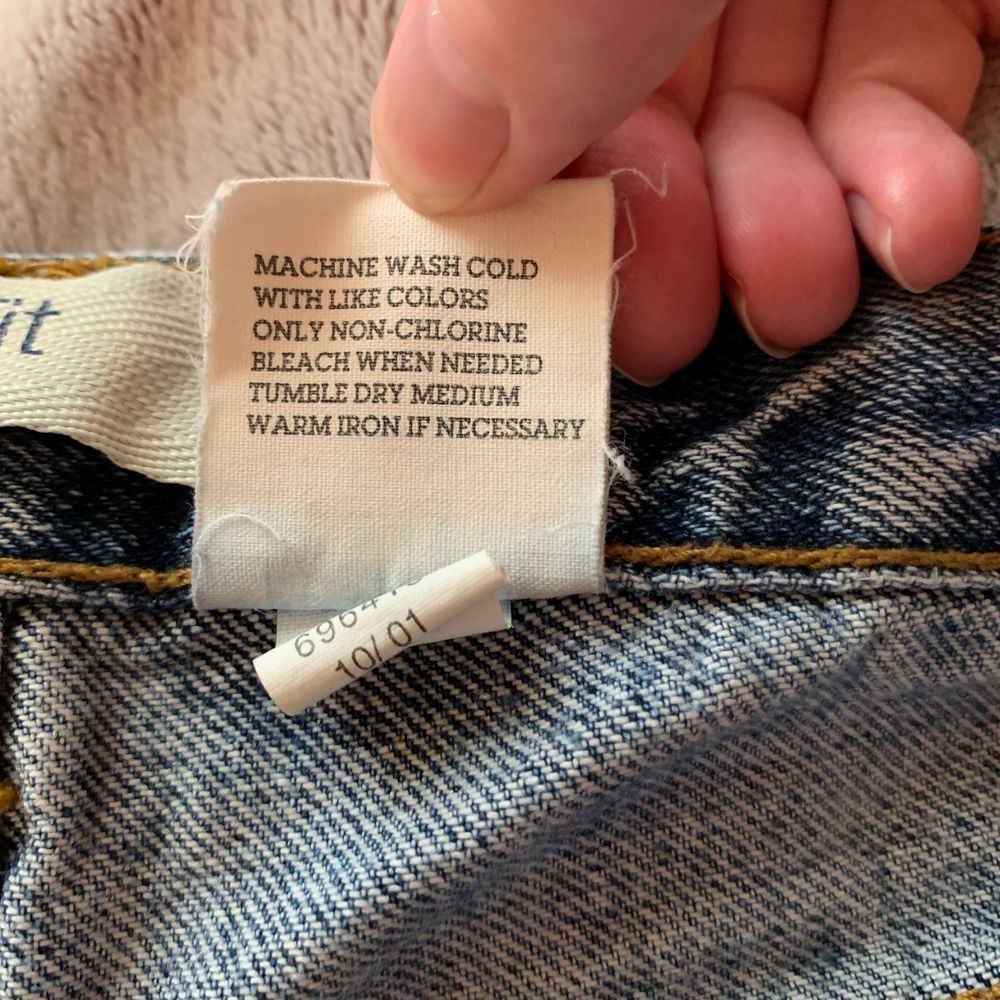 MACHINE WASH COLD
WITH LIKE COLORS
ONLY NON-CHLORINE
BLEACH WHEN NEEDED
TUMBLE DRY MEDIUM
WARM IRON IF NECESSARY
10/01